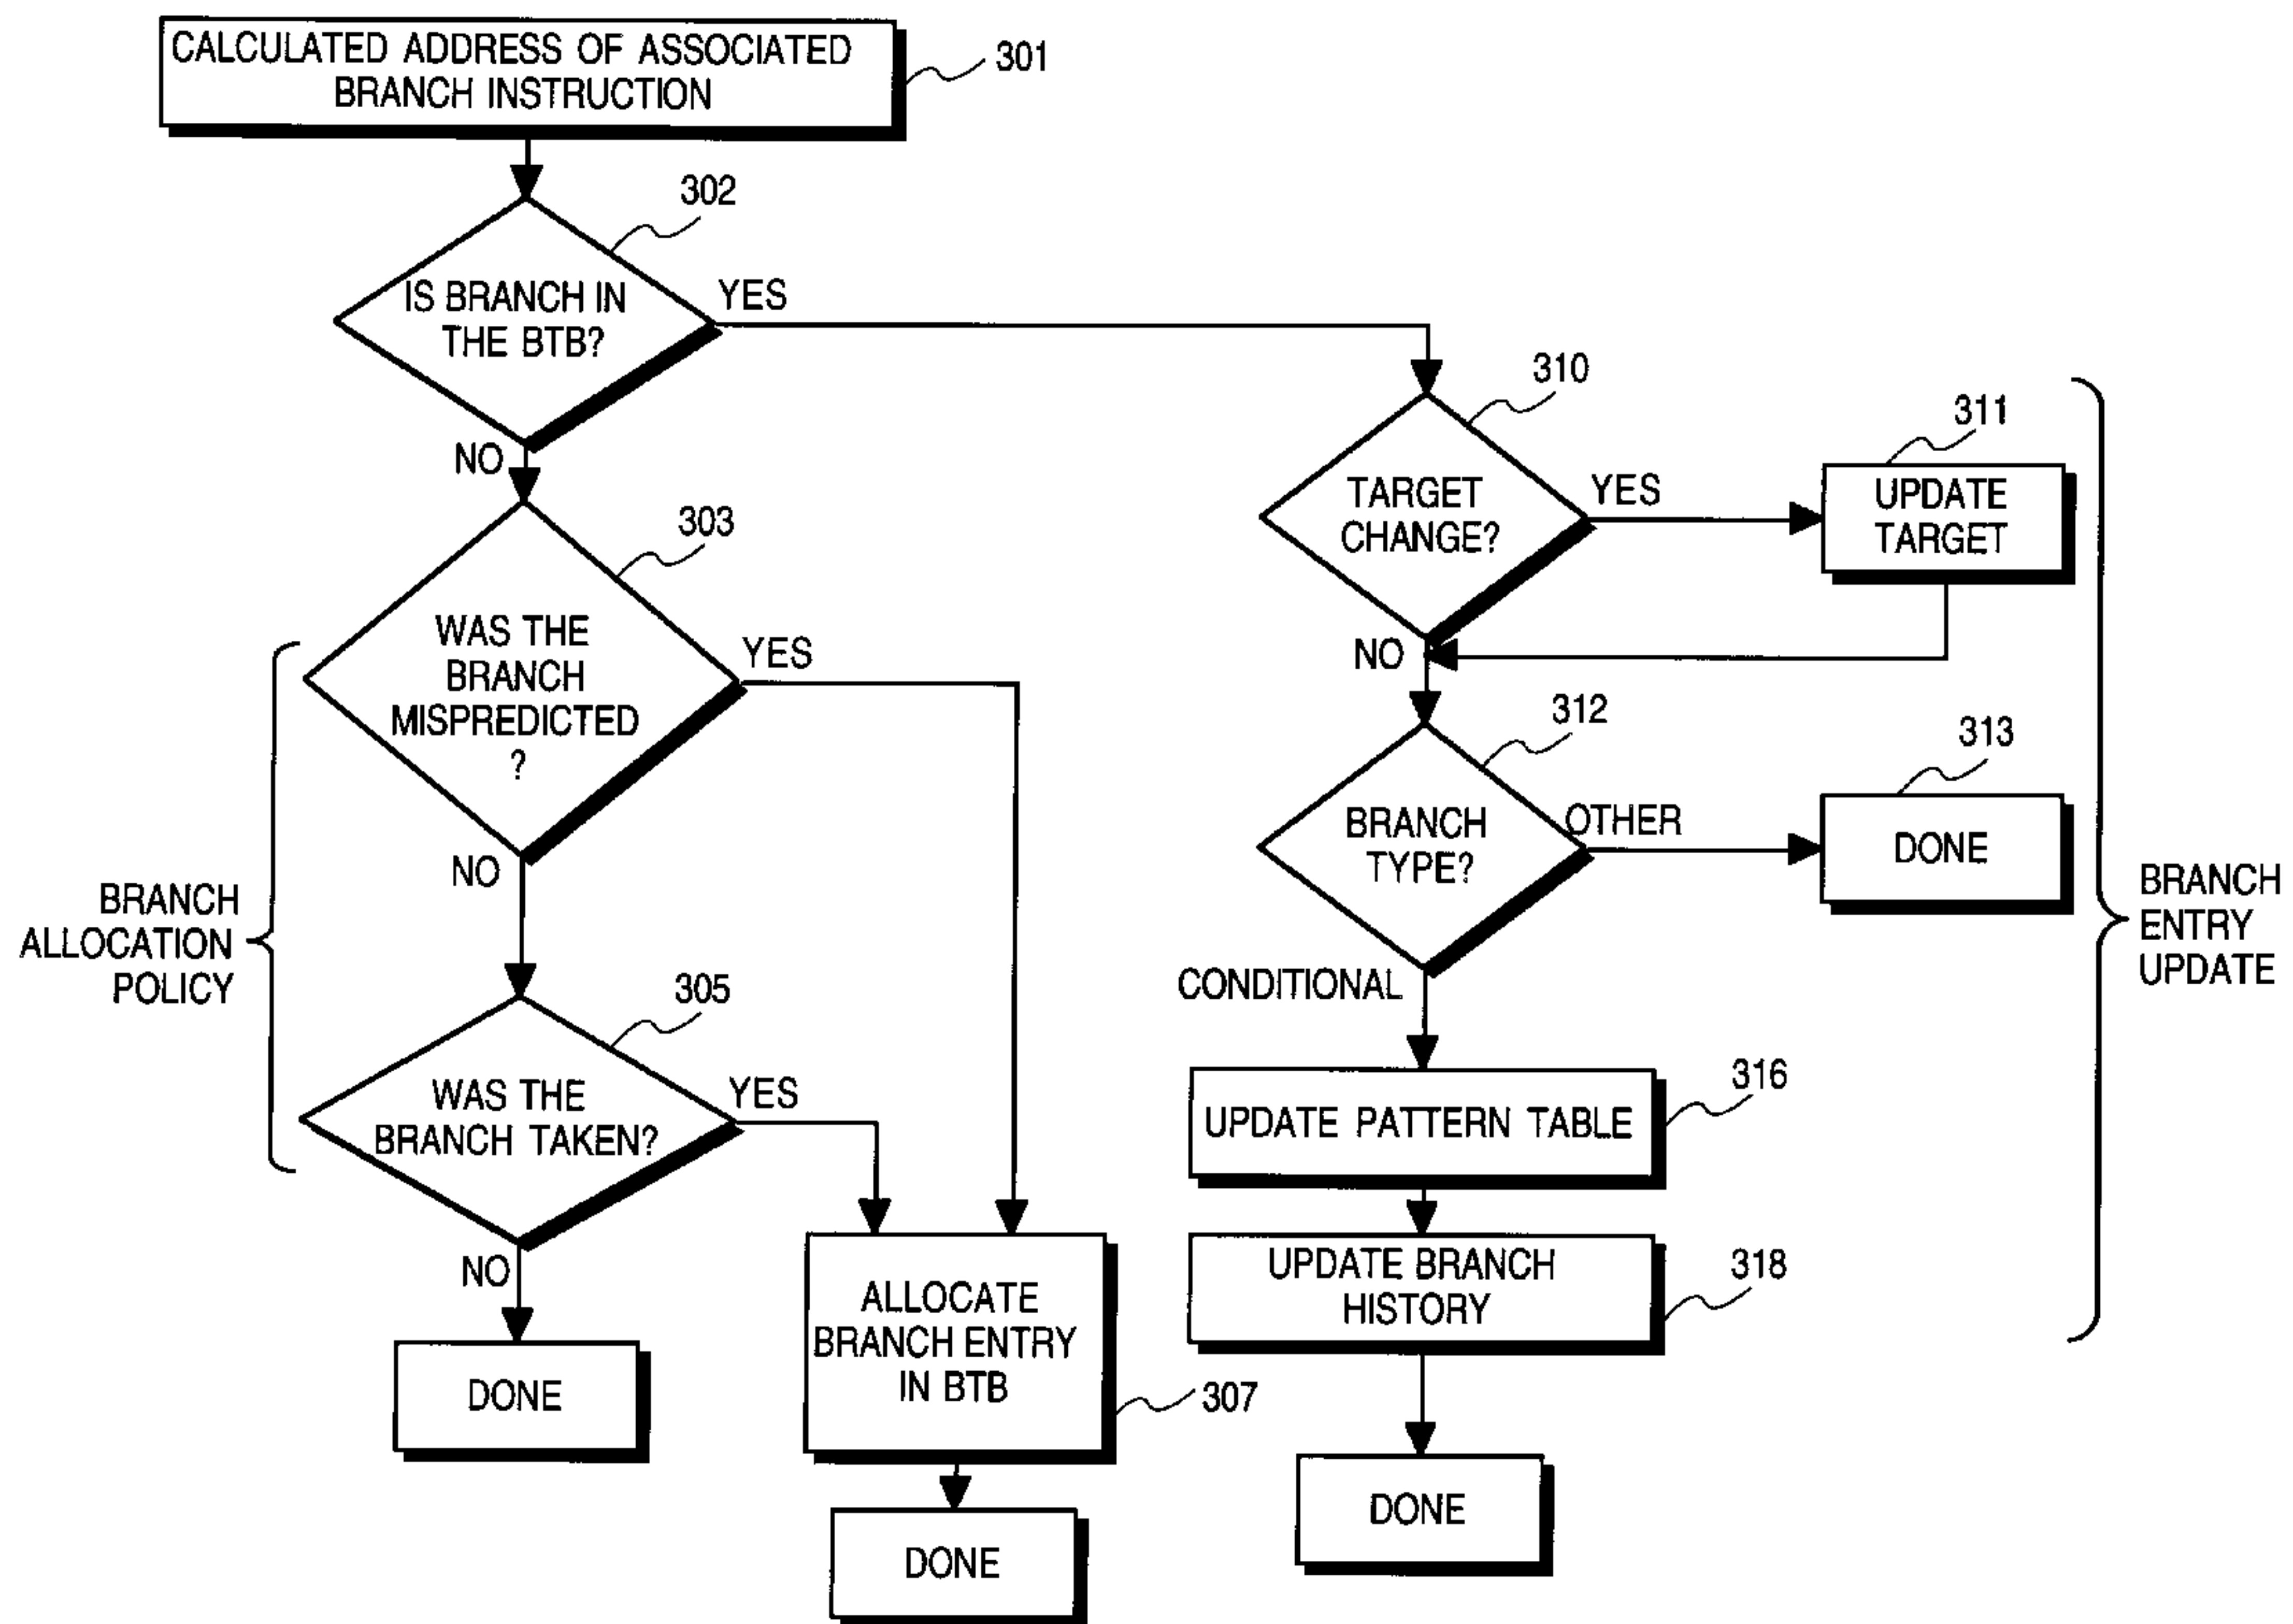 CALCULATED ADDRESS OF ASSOCIATED
BRANCH INSTRUCTION
301
302
IS BRANCH IN
THE BTB?
YES
NO
303
WAS THE
BRANCH
MISPREDICTED
?
YES
NO
BRANCH
ALLOCATION
POLICY
305
WAS THE
BRANCH TAKEN?
YES
NO
DONE
ALLOCATE
BRANCH ENTRY
IN BTB
307
DONE
310
TARGET
CHANGE?
YES
NO
311
UPDATE
TARGET
312
BRANCH
TYPE?
OTHER
313
DONE
CONDITIONAL
316
UPDATE PATTERN TABLE
UPDATE BRANCH
HISTORY
318
DONE
BRANCH
ENTRY
UPDATE